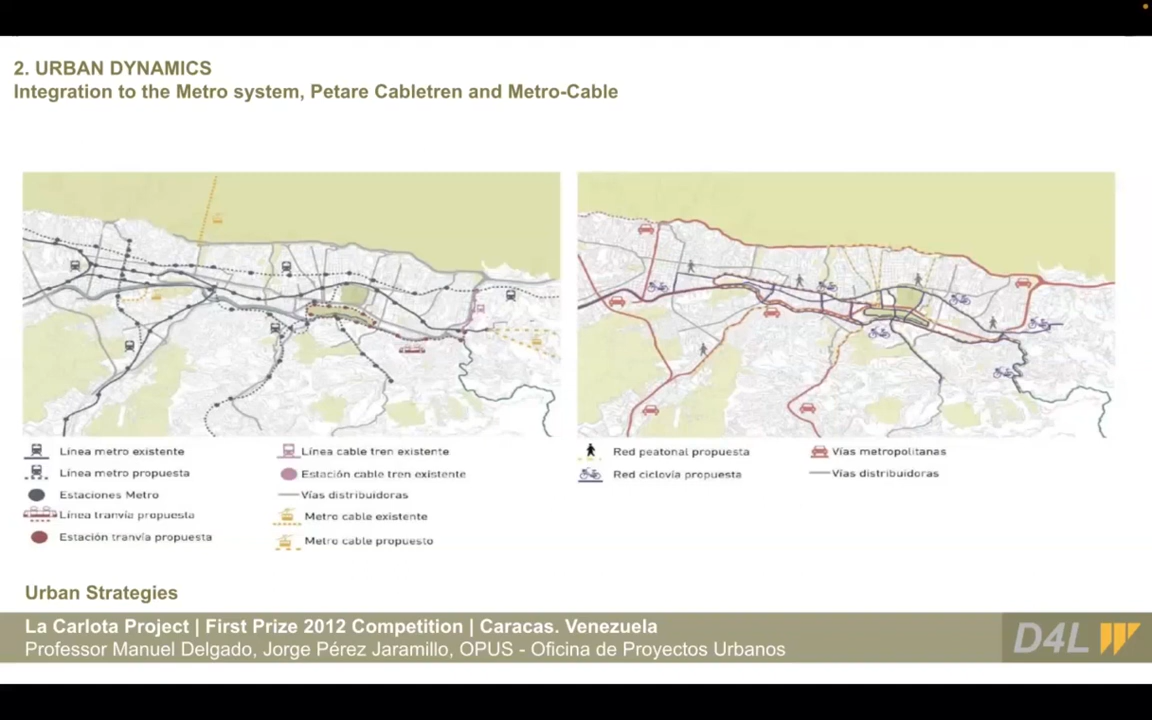 2. URBAN DYNAMICS
Integration to the Metro system, Petare Cabletren and Metro-Cable
Línea metro existente
Línea metro propuesta
Estaciones Metro
Línea tranvía propuesta
Estación tranvía propuesta
Línea cable tren existente
Estación cable tren existente
Vías distribuidoras
Metro cable existente
Metro cable propuesto
Red peatonal propuesta
Red ciclovía propuesta
Vías metropolitanas
Vías distribuidoras
Urban Strategies
La Carlota Project | First Prize 2012 Competition | Caracas. Venezuela
Professor Manuel Delgado, Jorge Pérez Jaramillo, OPUS - Oficina de Proyectos Urbanos
D4L